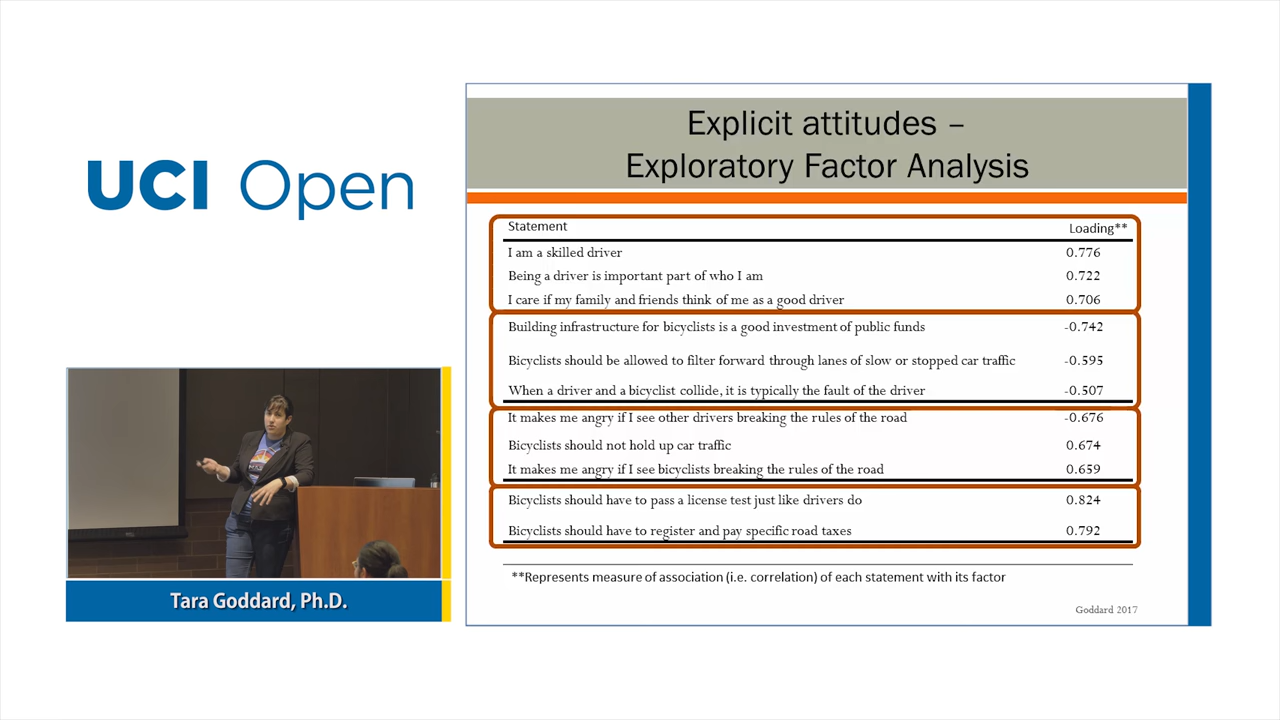 UCI Open
Explicit attitudes –
Exploratory Factor Analysis
Statement Loading**
I am a skilled driver 0.776
Being a driver is important part of who I am 0.722
I care if my family and friends think of me as a good driver 0.706
Building infrastructure for bicyclists is a good investment of public funds -0.742
Bicyclists should be allowed to filter forward through lanes of slow or stopped car traffic -0.595
When a driver and a bicyclist collide, it is typically the fault of the driver -0.507
It makes me angry if I see other drivers breaking the rules of the road -0.676
Bicyclists should not hold up car traffic 0.674
It makes me angry if I see bicyclists breaking the rules of the road 0.659
Bicyclists should have to pass a license test just like drivers do 0.824
Bicyclists should have to register and pay specific road taxes 0.792
**Represents measure of association (i.e. correlation) of each statement with its factor
Goddard 2017
Tara Goddard, Ph.D.